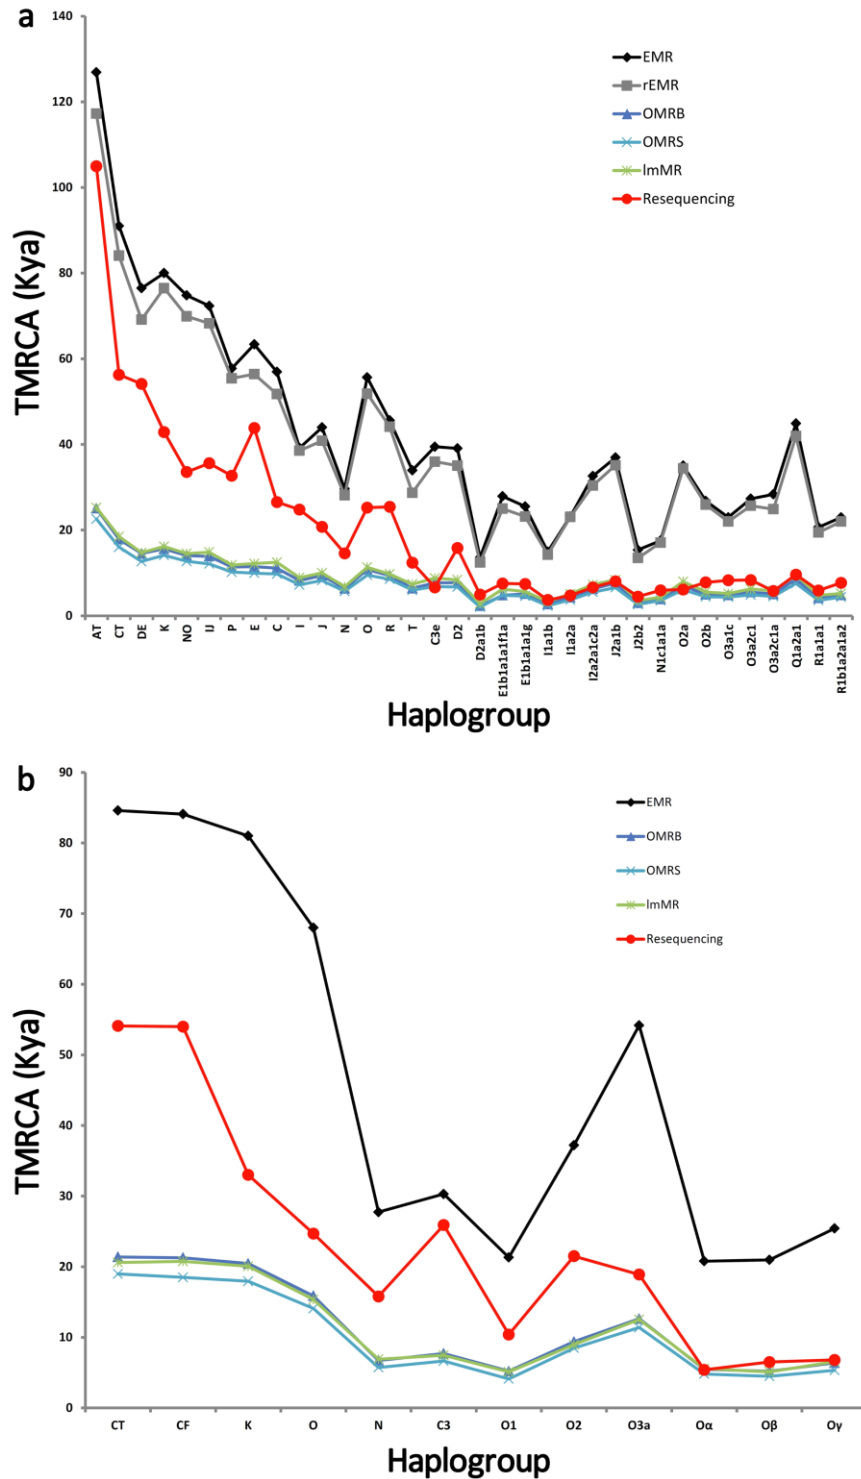 a
140
120
100
80
60
40
20
0
TMRCA (Kya)
EMR
rEMR
OMRB
OMRS
lmMR
Resequencing
AT
CT
DE
K
NO
IJ
P
E
C
I
J
N
O
R
T
C3e
D2
D2a1b
E1b1a1a1f1a
E1b1a1a1g
I1a1b
I1a2a
I2a2a1c2a
J2a1b
J2b2
N1c1a1a
O2a
O2b
O3a1c
O3a2c1
O3a2c1a
Q1a2a1
R1a1a1
R1b1a2a1a2
Haplogroup
b
90
80
70
60
50
40
30
20
10
0
TMRCA (Kya)
EMR
OMRB
OMRS
lmMR
Resequencing
CT CF K O N C3 O1 O2 O3a Oα Oβ Oγ
Haplogroup